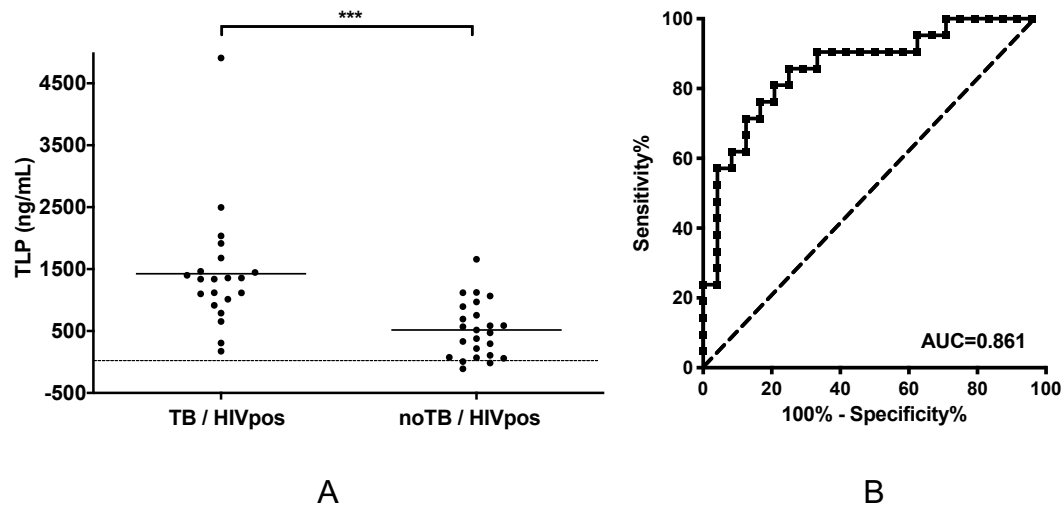 ***
TLP (ng/mL)
4500
3500
2500
1500
500
-500
TB / HIVpos
noTB / HIVpos
A
Sensitivity%
100
80
60
40
20
0
AUC=0.861
0 20 40 60 80 100
100% - Specificity%
B